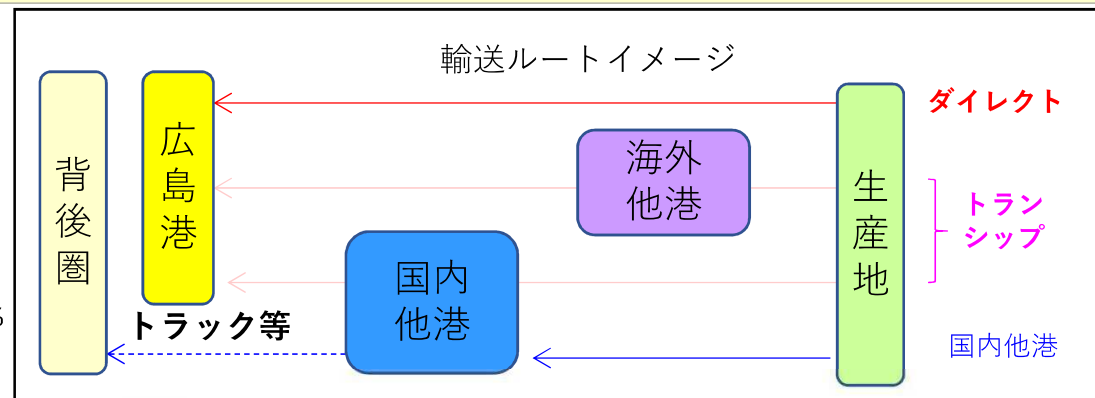 輸送ルートイメージ
背後圏
広島港
海外
他港
国内
他港
生産地
ダイレクト
トラン
シップ
トラック等
国内他港